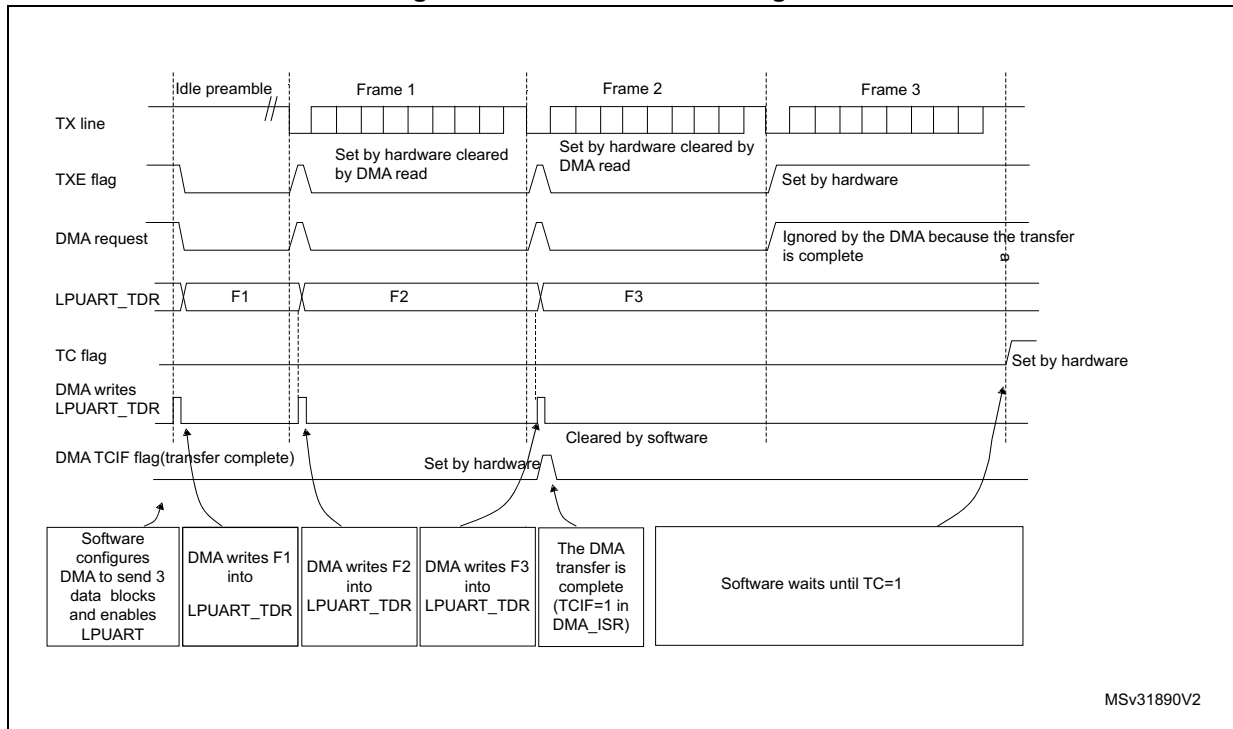 Idle preamble
Frame 1
Frame 2
Frame 3
TX line
Set by hardware cleared
by DMA read
Set by hardware cleared by
DMA read
TXE flag
Set by hardware
DMA request
Ignored by the DMA because the transfer
is complete
a
LPUART_TDR
F1
F2
F3
TC flag
Set by hardware
DMA writes
LPUART_TDR
Cleared by software
DMA TCIF flag(transfer complete)
Set by hardware
Software
configures
DMA to send 3
data blocks
and enables
LPUART
DMA writes F1
into
LPUART_TDR
DMA writes F2
into
LPUART_TDR
DMA writes F3
into
LPUART_TDR
The DMA
transfer is
complete
(TCIF=1 in
DMA_ISR)
Software waits until TC=1
MSv31890V2